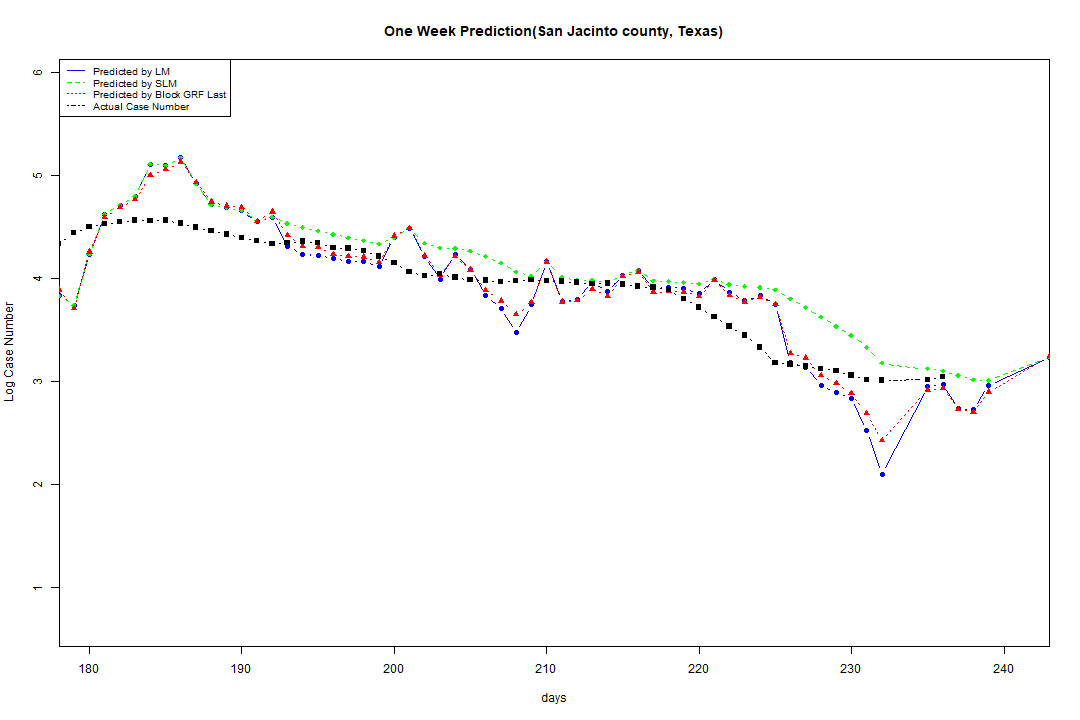 One Week Prediction(San Jacinto county, Texas)
Predicted by LM
Predicted by SLM
Predicted by Block GRF Last
Actual Case Number
6
5
4
3
2
1
Log Case Number
180 190 200 210 220 230 240
days